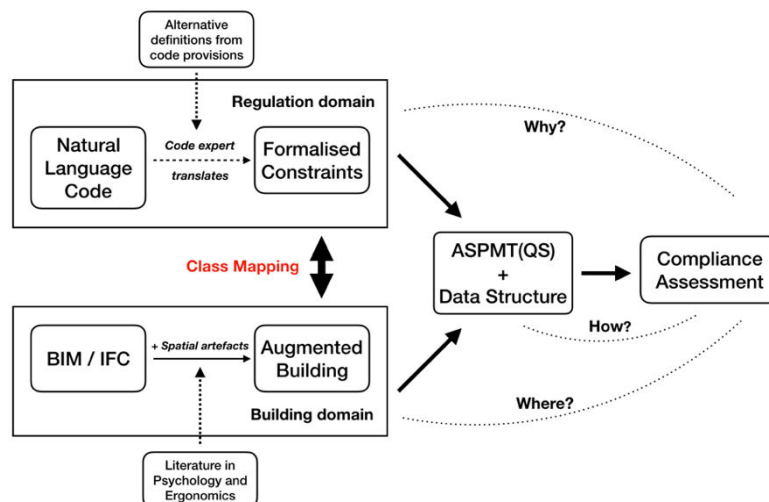 Alternative
definitions from
code provisions
Regulation domain
Natural
Language
Code
Code expert
translates
Formalised
Constraints
Why?
Class Mapping
ASPMT(QS)
+
Data Structure
Compliance
Assessment
How?
BIM / IFC
+ Spatial artefacts
Augmented
Building
Building domain
Where?
Literature in
Psychology and
Ergonomics